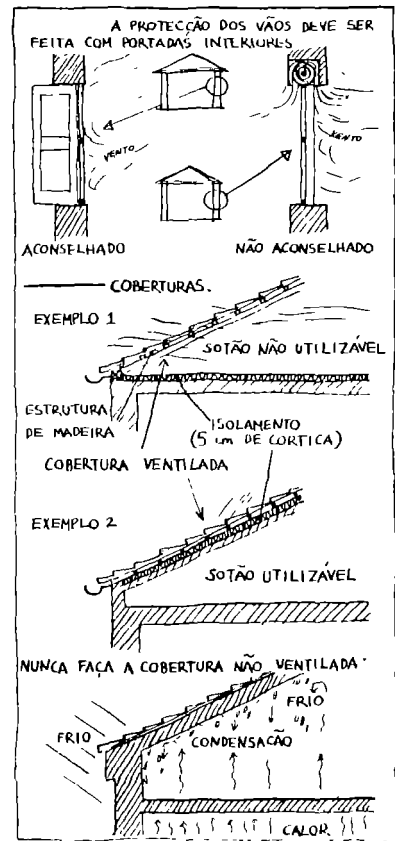 A PROTECÇÃO DOS VÃOS DEVE SER
FEITA COM PORTADAS INTERIORES
VENTO
VENTO
ACONSELHADO
NÃO ACONSELHADO
COBERTURAS.
EXEMPLO 1
SOTÃO NÃO UTILIZÁVEL
ESTRUTURA
DE MADEIRA
ISOLAMENTO
(5 cm DE CORTIÇA)
COBERTURA VENTILADA
EXEMPLO 2
SOTÃO UTILIZÁVEL
NUNCA FAÇA A COBERTURA NÃO VENTILADA.
FRIO
FRIO
CONDENSAÇÃO
CALOR